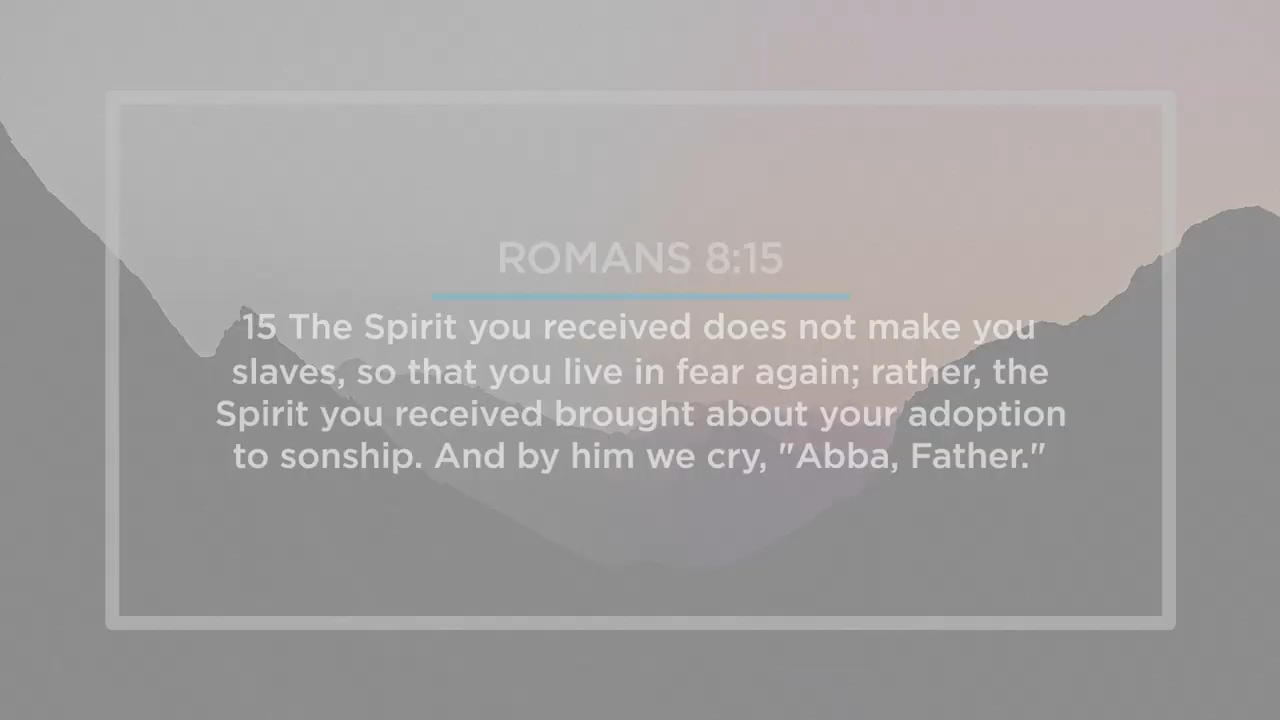 ROMANS 8:15
15 The Spirit you received does not make you
slaves, so that you live in fear again; rather, the
Spirit you received brought about your adoption
to sonship. And by him we cry, "Abba, Father."